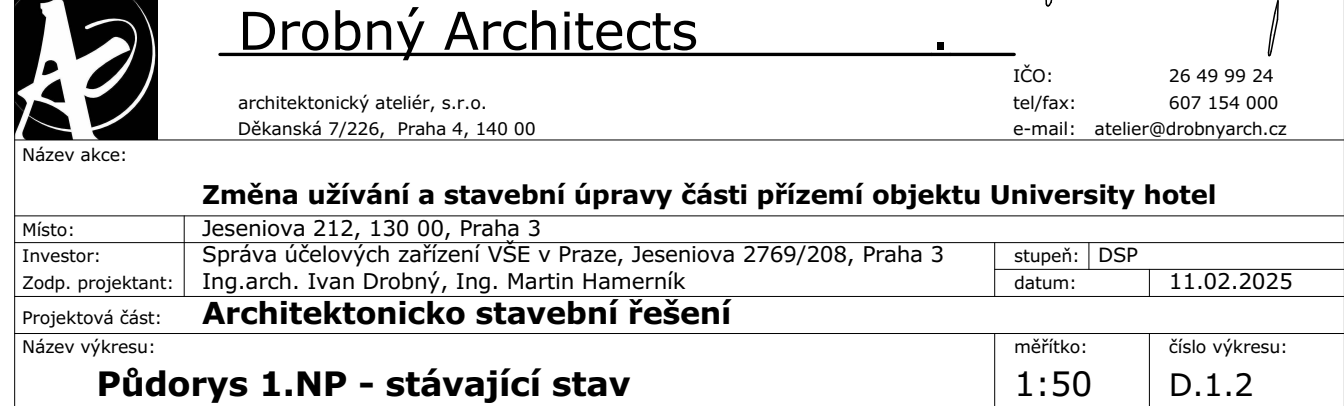 Drobný Architects .
architektonický ateliér, s.r.o.
Děkanská 7/226, Praha 4, 140 00
IČO: 26 49 99 24
tel/fax: 607 154 000
e-mail: atelier@drobnyarch.cz
Název akce:
Změna užívání a stavební úpravy části přízemí objektu University hotel
Místo: Jeseniova 212, 130 00, Praha 3
Investor: Správa účelových zařízení VŠE v Praze, Jeseniova 2769/208, Praha 3
stupeň: DSP
Zodp. projektant: Ing.arch. Ivan Drobný, Ing. Martin Hamerník
datum: 11.02.2025
Projektová část: Architektonicko stavební řešení
Název výkresu:
Půdorys 1.NP - stávající stav
měřítko:
1:50
číslo výkresu:
D.1.2